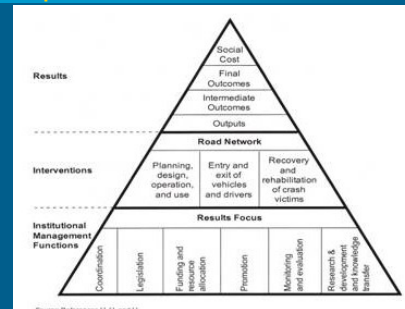 Social
Cost
Results
Final
Outcomes
Intermediate
Outcomes
Outputs
Road Network
Interventions
Planning,
design,
operation,
and use
Entry and
exit of
vehicles
and drivers
Recovery
and
rehabilitation
of crash
victims
Results Focus
Institutional
Management
Functions
Coordination
Legislation
Funding and
resource
allocation
Promotion
Monitoring
and evaluation
Research &
development
and knowledge
transfer